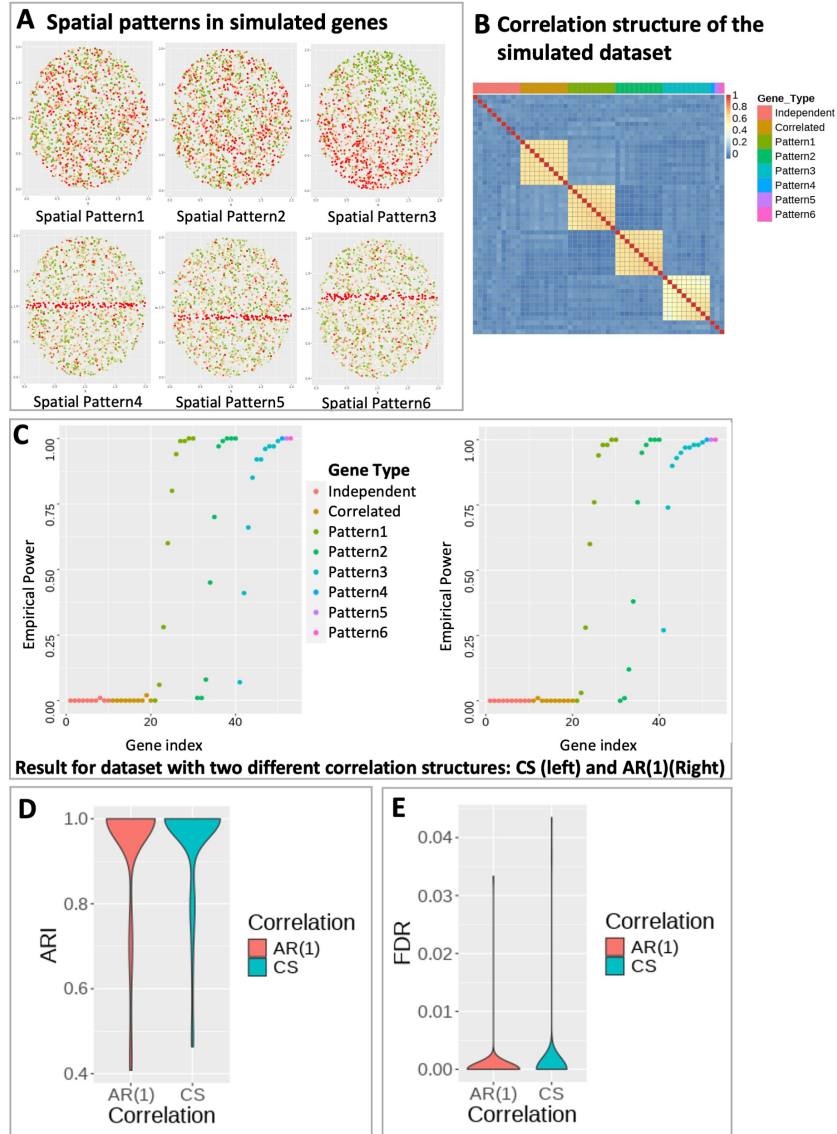 A Spatial patterns in simulated genes
Spatial Pattern1
Spatial Pattern2
Spatial Pattern3
Spatial Pattern4
Spatial Pattern5
Spatial Pattern6
B Correlation structure of the
simulated dataset
1
0.8
0.6
0.4
0.2
0
Gene_Type
Independent
Correlated
Pattern1
Pattern2
Pattern3
Pattern4
Pattern5
Pattern6
C
Empirical Power
1.00
0.75
0.50
0.25
0.00
0
20
40
Gene index
Gene Type
Independent
Correlated
Pattern1
Pattern2
Pattern3
Pattern4
Pattern5
Pattern6
Empirical Power
1.00
0.75
0.50
0.25
0.00
0
20
40
Gene index
Result for dataset with two different correlation structures: CS (left) and AR(1)(Right)
D
ARI
1.0
0.8
0.6
0.4
AR(1)
CS
Correlation
Correlation
AR(1)
CS
E
FDR
0.04
0.03
0.02
0.01
0.00
AR(1)
CS
Correlation
Correlation
AR(1)
CS